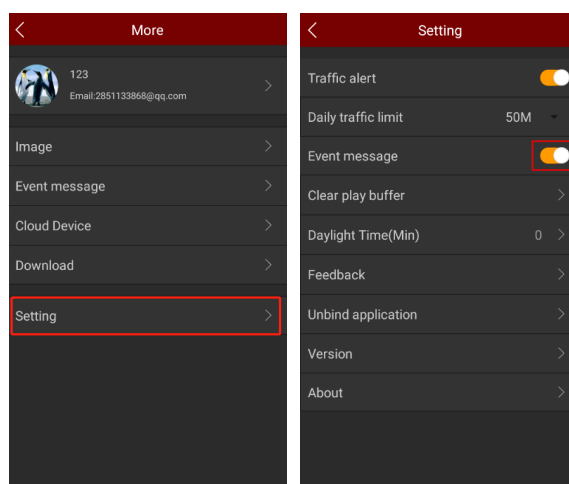 More
123
Email:2851133868@qq.com
Image
Event message
Cloud Device
Download
Setting
Setting
Traffic alert
Daily traffic limit 50M
Event message
Clear play buffer
Daylight Time(Min) 0
Feedback
Unbind application
Version
About